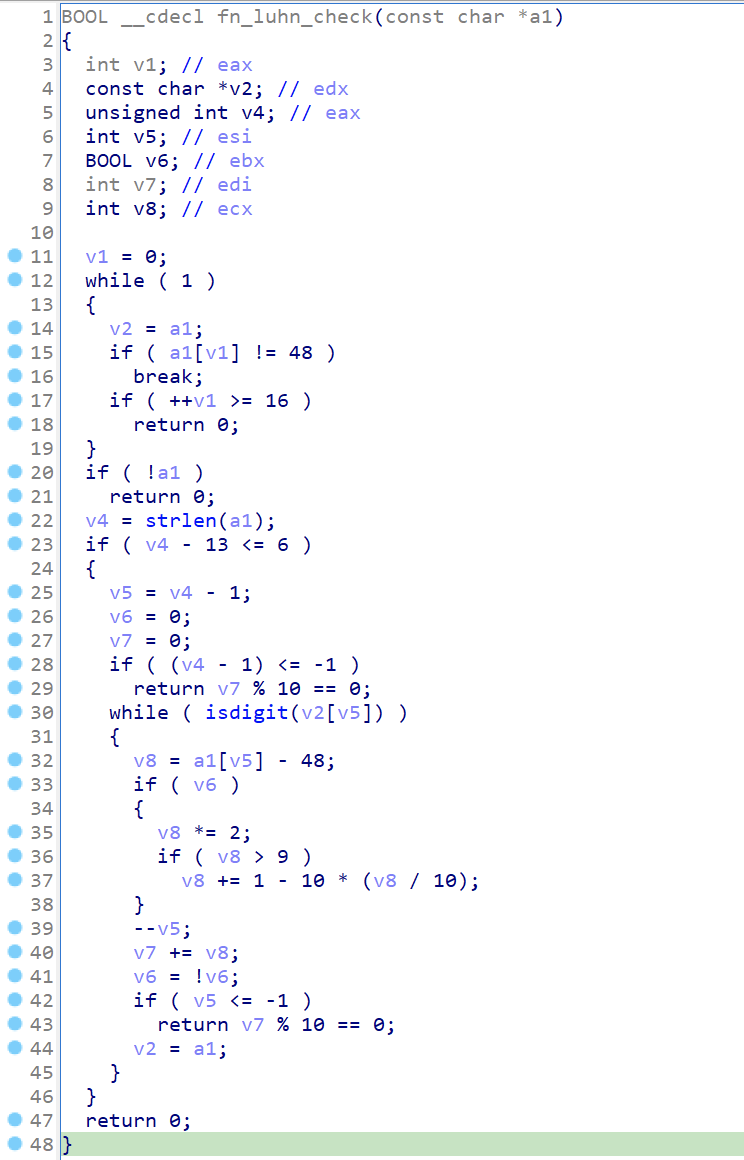 1 BOOL __cdecl fn_luhn_check(const char *a1)
2 {
3   int v1; // eax
4   const char *v2; // edx
5   unsigned int v4; // eax
6   int v5; // esi
7   BOOL v6; // ebx
8   int v7; // edi
9   int v8; // ecx
10
11   v1 = 0;
12   while ( 1 )
13   {
14     v2 = a1;
15     if ( a1[v1] != 48 )
16       break;
17     if ( ++v1 >= 16 )
18       return 0;
19   }
20   if ( !a1 )
21     return 0;
22   v4 = strlen(a1);
23   if ( v4 - 13 <= 6 )
24   {
25     v5 = v4 - 1;
26     v6 = 0;
27     v7 = 0;
28     if ( (v4 - 1) <= -1 )
29       return v7 % 10 == 0;
30     while ( isdigit(v2[v5]) )
31     {
32       v8 = a1[v5] - 48;
33       if ( v6 )
34       {
35         v8 *= 2;
36         if ( v8 > 9 )
37           v8 += 1 - 10 * (v8 / 10);
38       }
39       --v5;
40       v7 += v8;
41       v6 = !v6;
42       if ( v5 <= -1 )
43         return v7 % 10 == 0;
44       v2 = a1;
45     }
46   }
47   return 0;
48 }